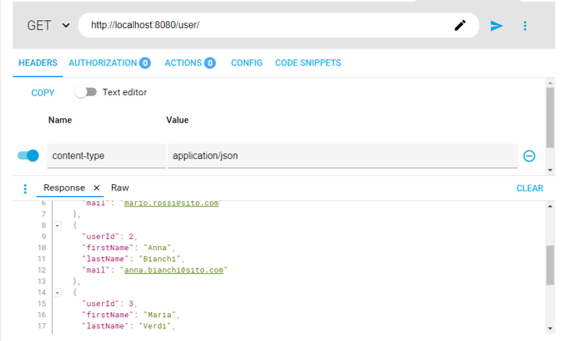 GET http://localhost:8080/user/
HEADERS AUTHORIZATION 0 ACTIONS 0 CONFIG CODE SNIPPETS
COPY Text editor
Name Value
content-type application/json
Response × Raw CLEAR
6 "mail": "mario.rossi@sito.com"
7 },
8 - {
9 "userId": 2,
10 "firstName": "Anna",
11 "lastName": "Bianchi",
12 "mail": "anna.bianchi@sito.com"
13 },
14 - {
15 "userId": 3,
16 "firstName": "Maria",
17 "lastName": "Verdi",